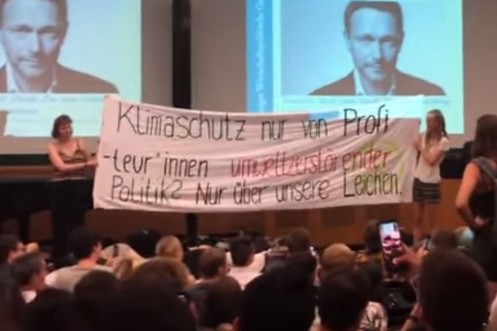 Klimaschutz nur von Profi
-teur*innen umweltzerstörender
Politik? Nur über unsere Leichen.